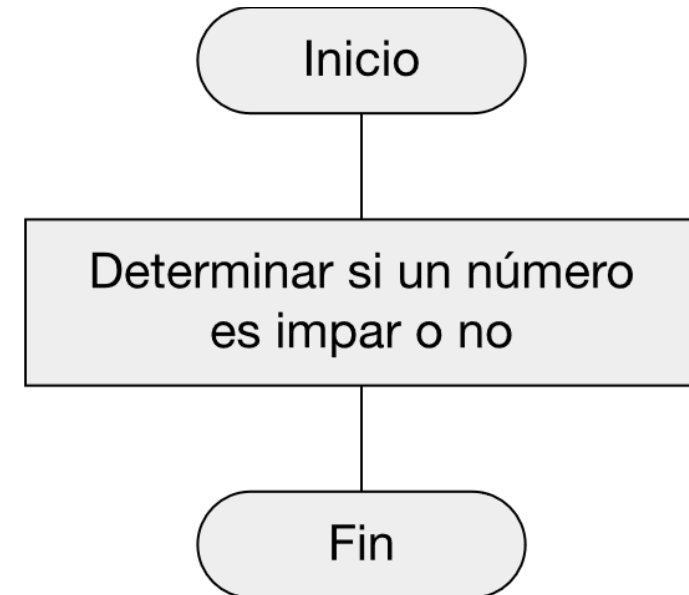 Inicio
Determinar si un número
es impar o no
Fin